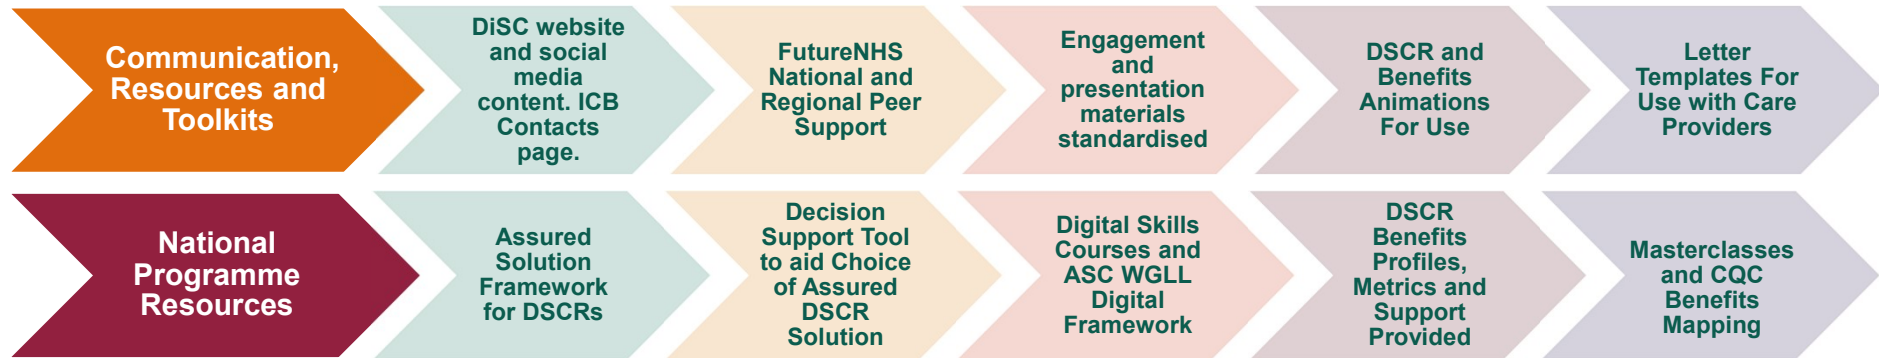 Communication,
Resources and
Toolkits
DiSC website
and social
media
content. ICB
Contacts
page.
FutureNHS
National and
Regional Peer
Support
Engagement
and
presentation
materials
standardised
DSCR and
Benefits
Animations
For Use
Letter
Templates For
Use with Care
Providers
National
Programme
Resources
Assured
Solution
Framework
for DSCRs
Decision
Support Tool
to aid Choice
of Assured
DSCR
Solution
Digital Skills
Courses and
ASC WGLL
Digital
Framework
DSCR
Benefits
Profiles,
Metrics and
Support
Provided
Masterclasses
and CQC
Benefits
Mapping